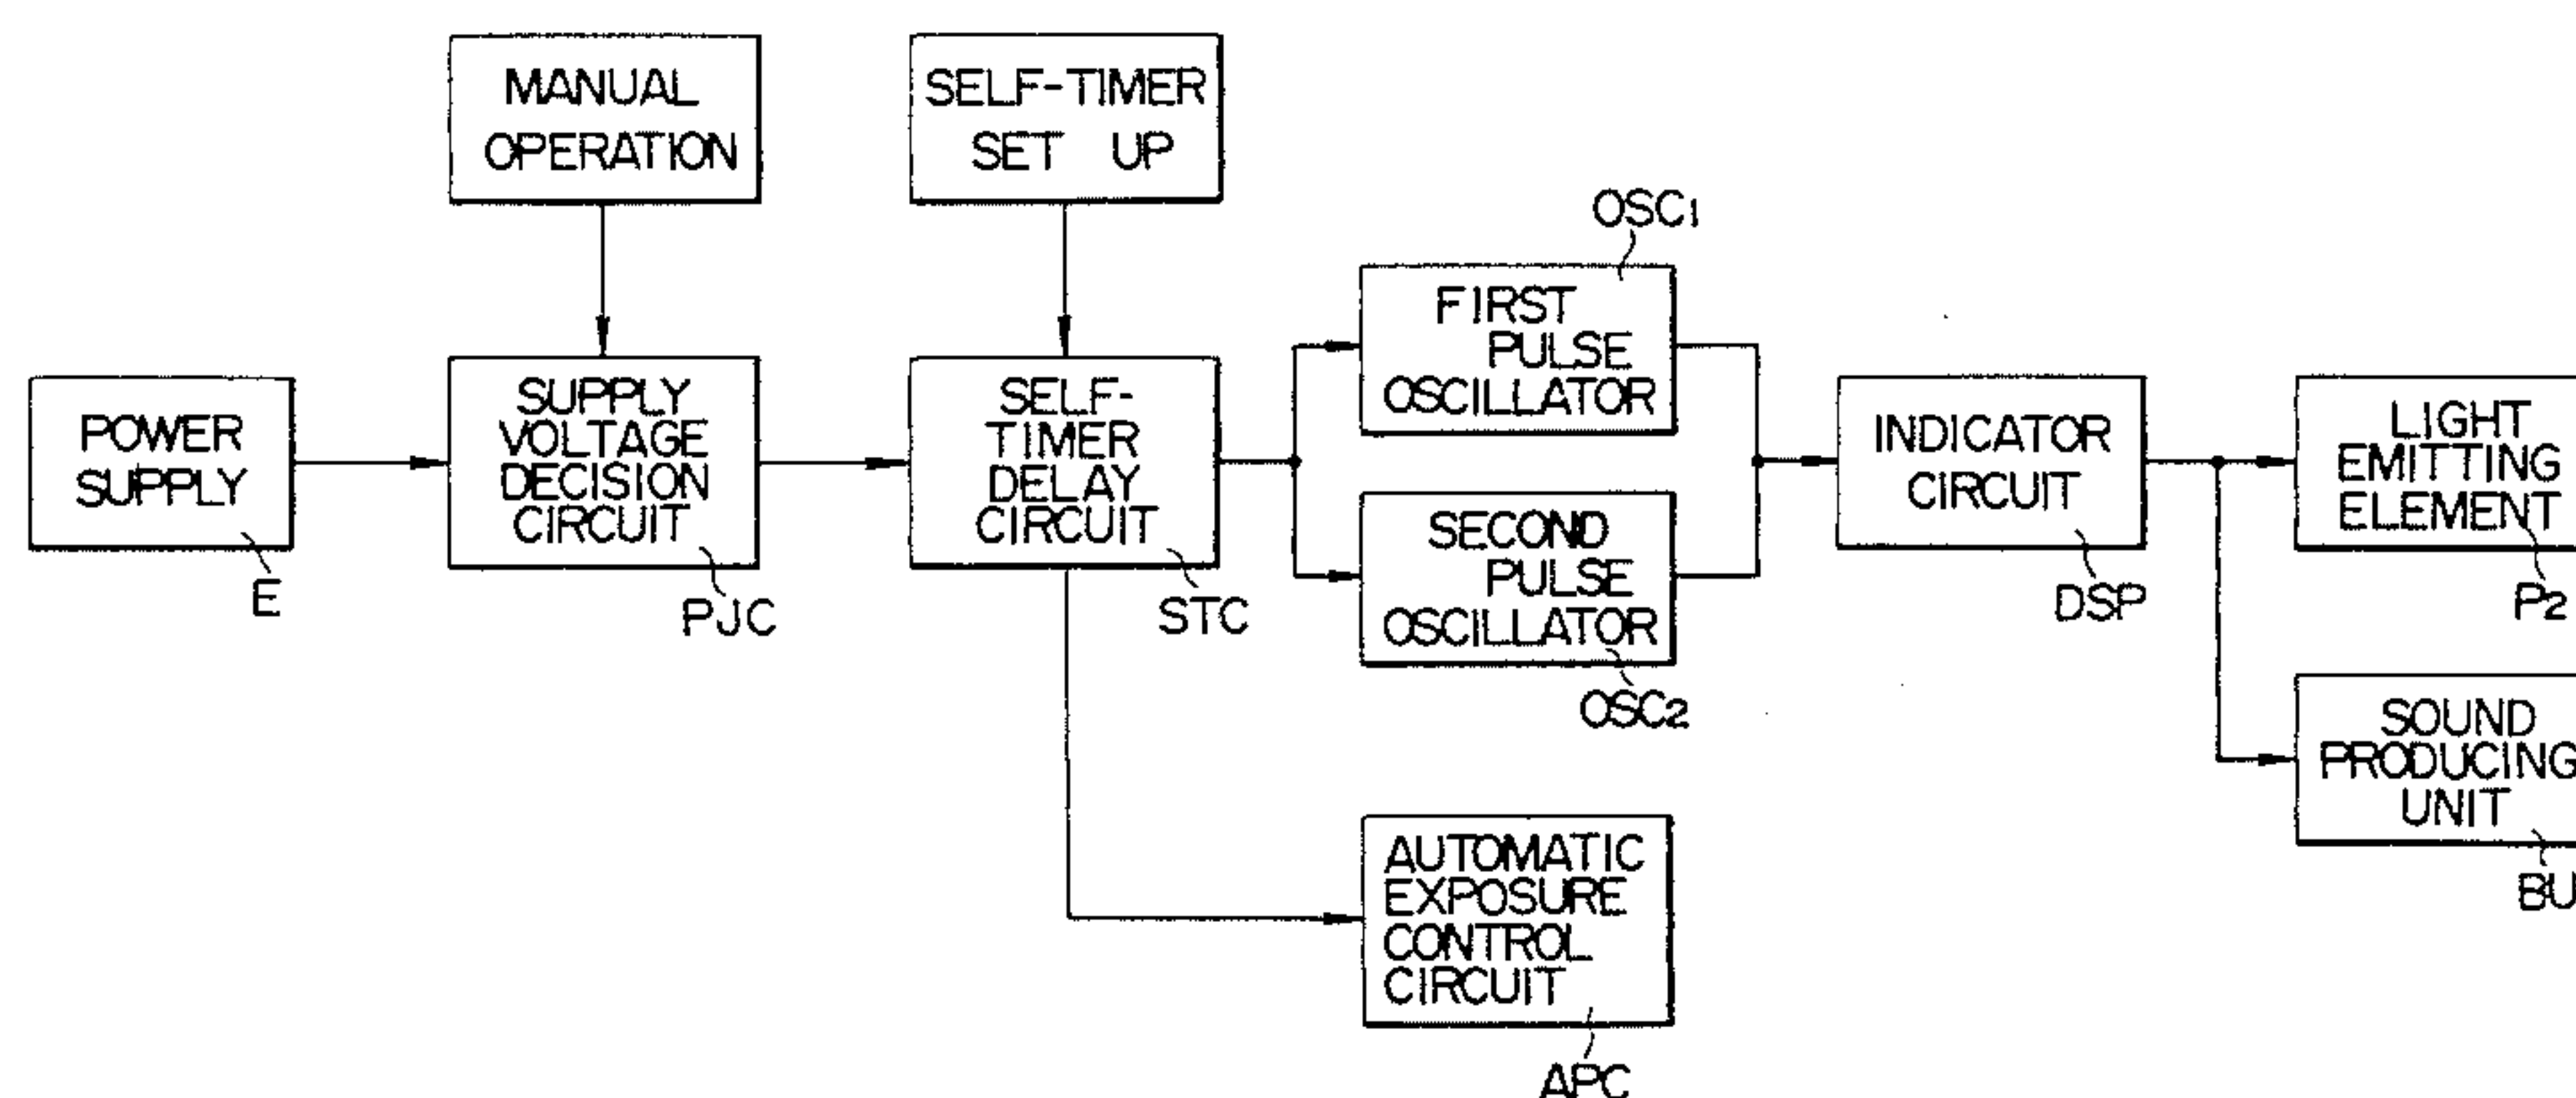 MANUAL
OPERATION
SELF-TIMER
SET UP
OSC1
FIRST
PULSE
OSCILLATOR
POWER
SUPPLY
E
SUPPLY
VOLTAGE
DECISION
CIRCUIT
PJC
SELF-
TIMER
DELAY
CIRCUIT
STC
SECOND
PULSE
OSCILLATOR
OSC2
INDICATOR
CIRCUIT
DSP
LIGHT
EMITTING
ELEMENT
P2
SOUND
PRODUCING
UNIT
BU
AUTOMATIC
EXPOSURE
CONTROL
CIRCUIT
APC